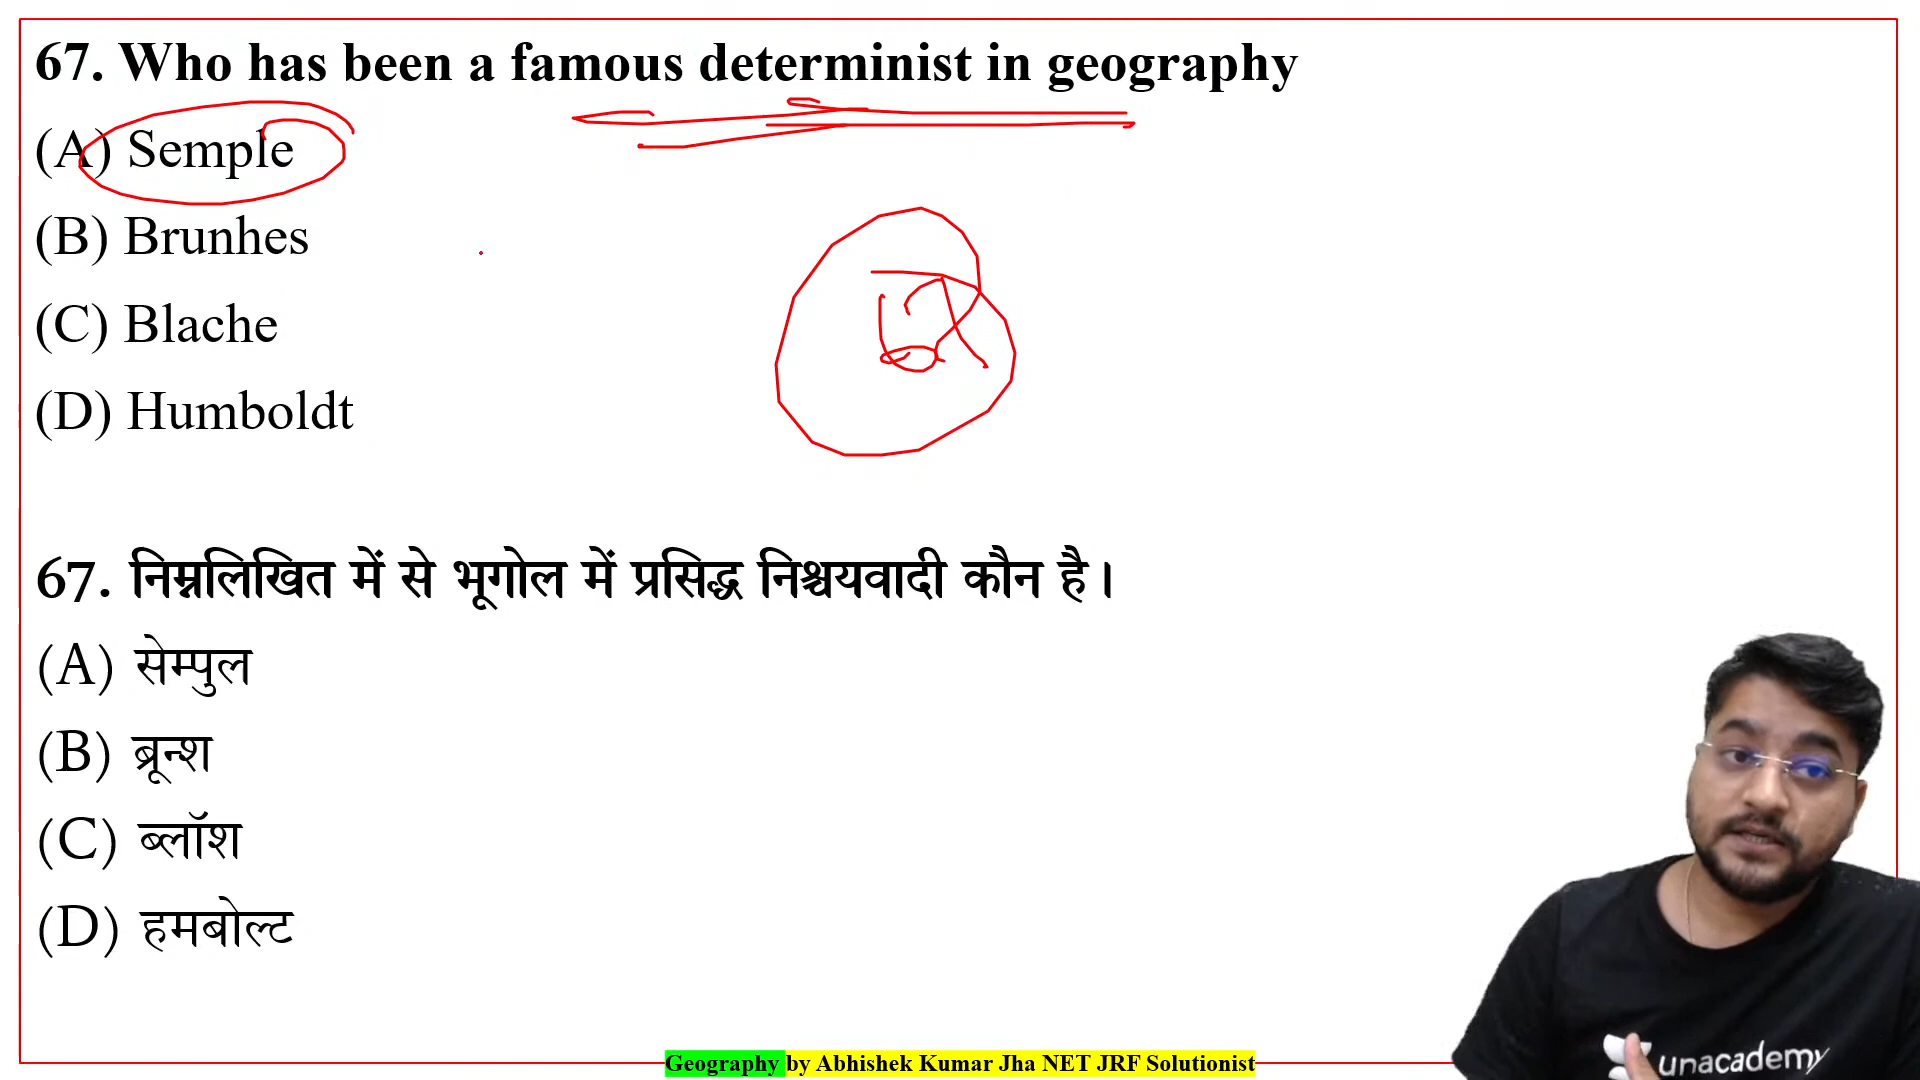 67. Who has been a famous determinist in geography
(A) Semple
(B) Brunhes
(C) Blache
(D) Humboldt
67. निम्नलिखित में से भूगोल में प्रसिद्ध निश्चयवादी कौन है।
(A) सेम्पुल
(B) ब्रून्श
(C) ब्लॉश
(D) हमबोल्ट
unacademy
Geography by Abhishek Kumar Jha NET JRF Solutionist